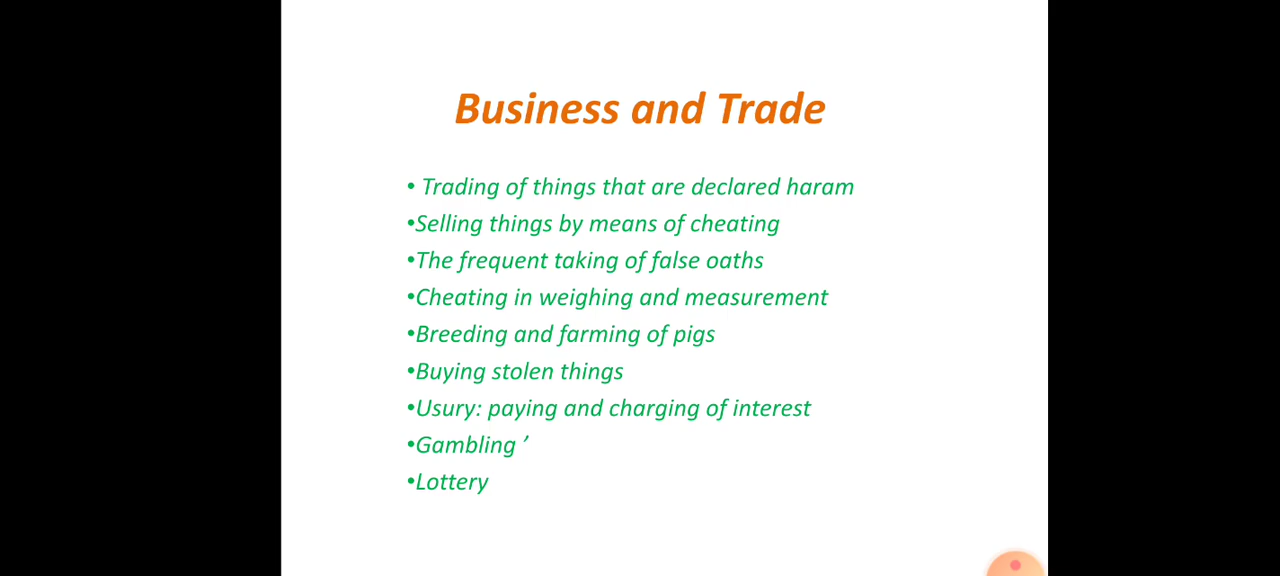 Business and Trade
• Trading of things that are declared haram
•Selling things by means of cheating
•The frequent taking of false oaths
•Cheating in weighing and measurement
•Breeding and farming of pigs
•Buying stolen things
•Usury: paying and charging of interest
•Gambling ’
•Lottery